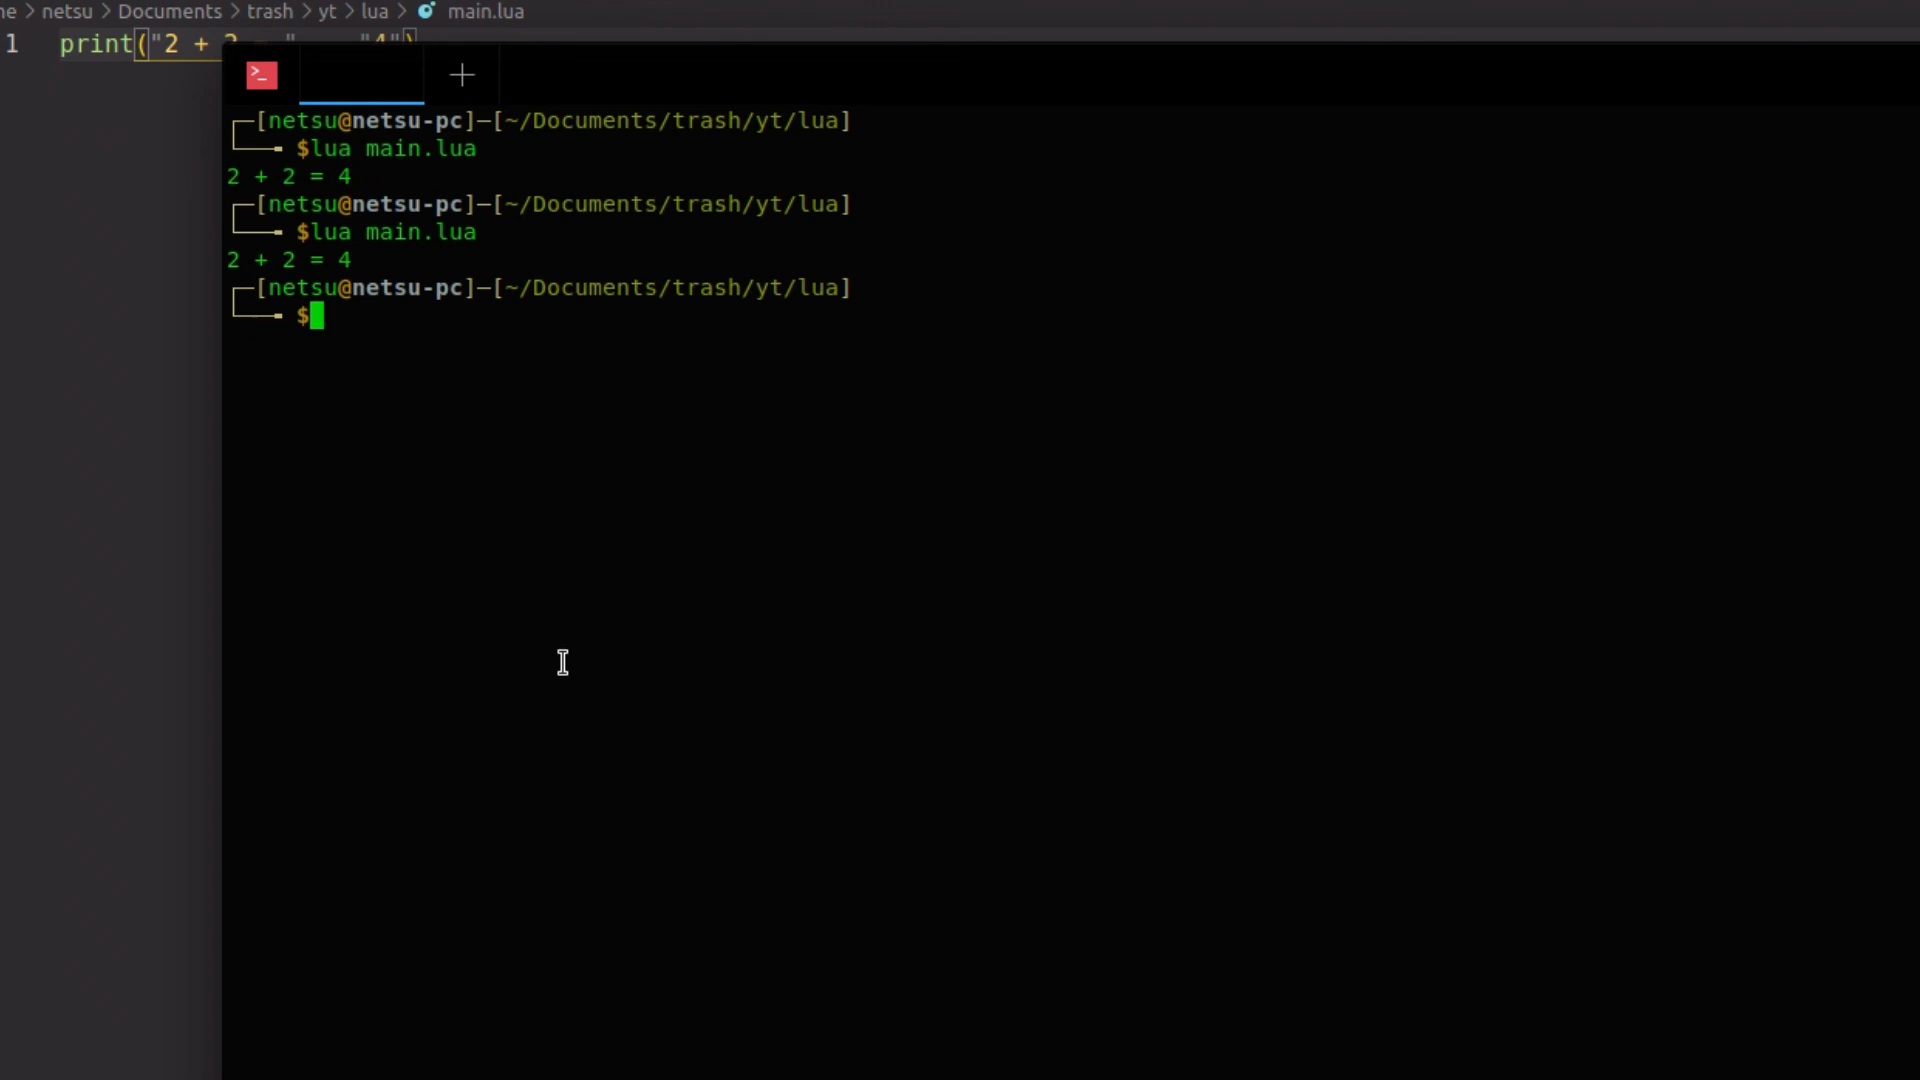 netsu > Documents > trash > yt > lua > main.lua
1 print("2 + 2 = " .. "4")
>_ +
┌─[netsu@netsu-pc]─[~/Documents/trash/yt/lua]
└──╼ $lua main.lua
2 + 2 = 4
┌─[netsu@netsu-pc]─[~/Documents/trash/yt/lua]
└──╼ $lua main.lua
2 + 2 = 4
┌─[netsu@netsu-pc]─[~/Documents/trash/yt/lua]
└──╼ $